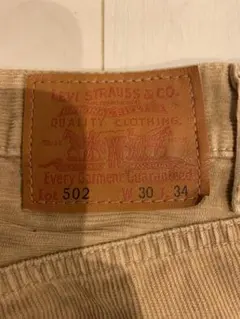 LEVI STRAUSS & CO.
QUALITY CLOTHING
Every Garment Guaranteed
Lot 502 W 30 L 34